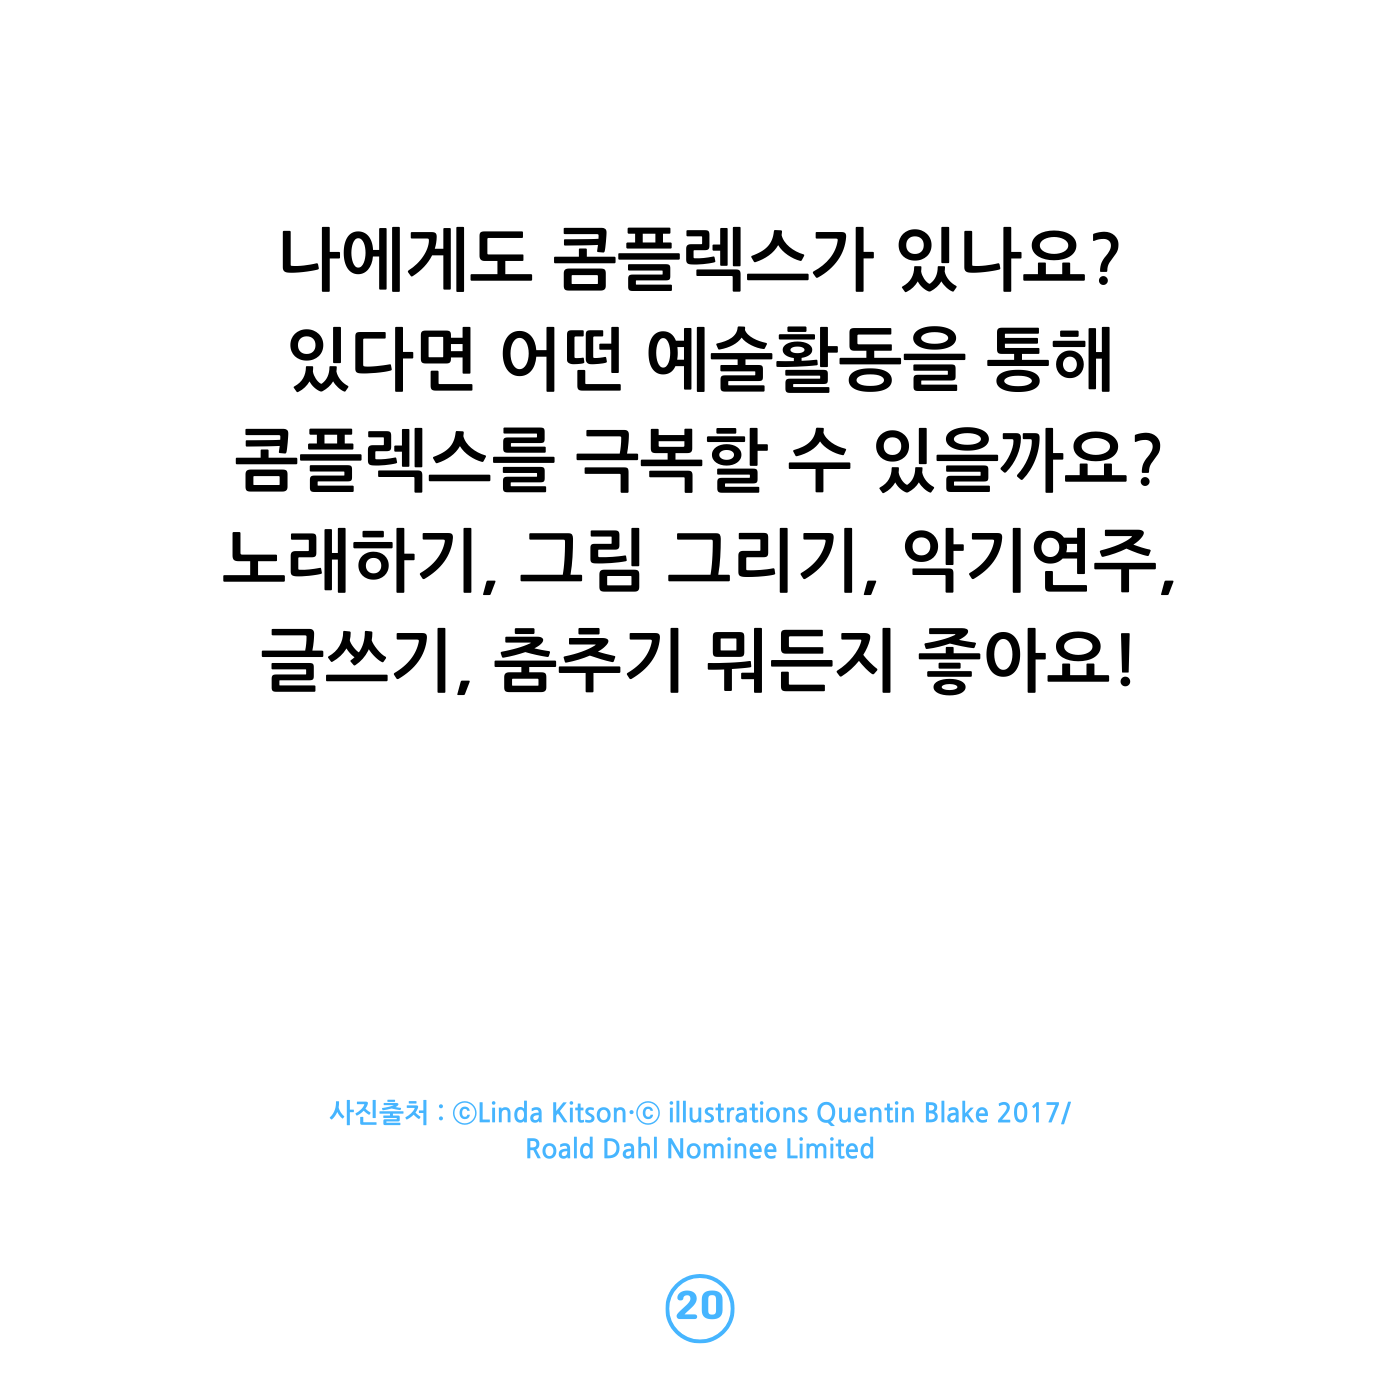 나에게도 콤플렉스가 있나요?
있다면 어떤 예술활동을 통해
콤플렉스를 극복할 수 있을까요?
노래하기, 그림 그리기, 악기연주,
글쓰기, 춤추기 뭐든지 좋아요!
사진출처 : ⓒLinda Kitson·ⓒ illustrations Quentin Blake 2017/
Roald Dahl Nominee Limited
20